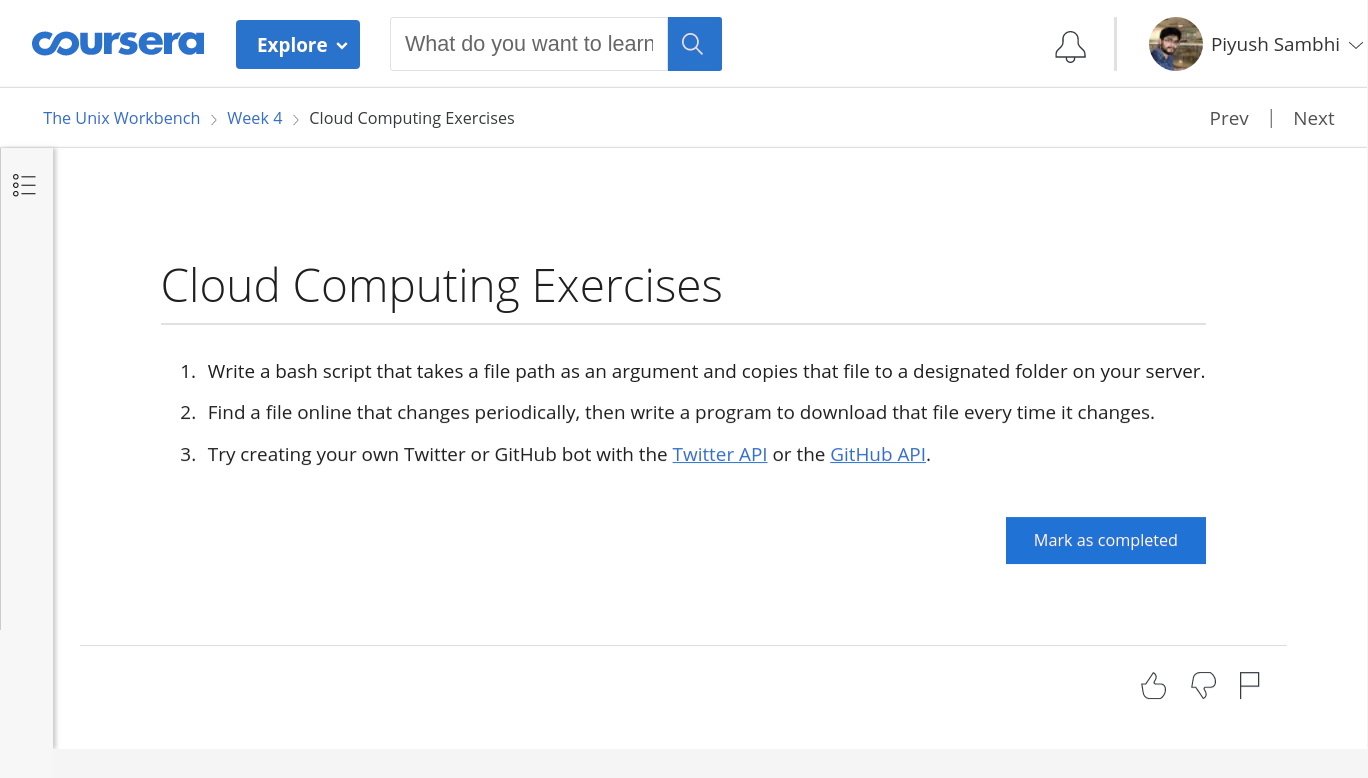 coursera
Explore
What do you want to learn
Piyush Sambhi
The Unix Workbench
Week 4
Cloud Computing Exercises
Prev
Next
Cloud Computing Exercises
1. Write a bash script that takes a file path as an argument and copies that file to a designated folder on your server.
2. Find a file online that changes periodically, then write a program to download that file every time it changes.
3. Try creating your own Twitter or GitHub bot with the Twitter API or the GitHub API.
Mark as completed